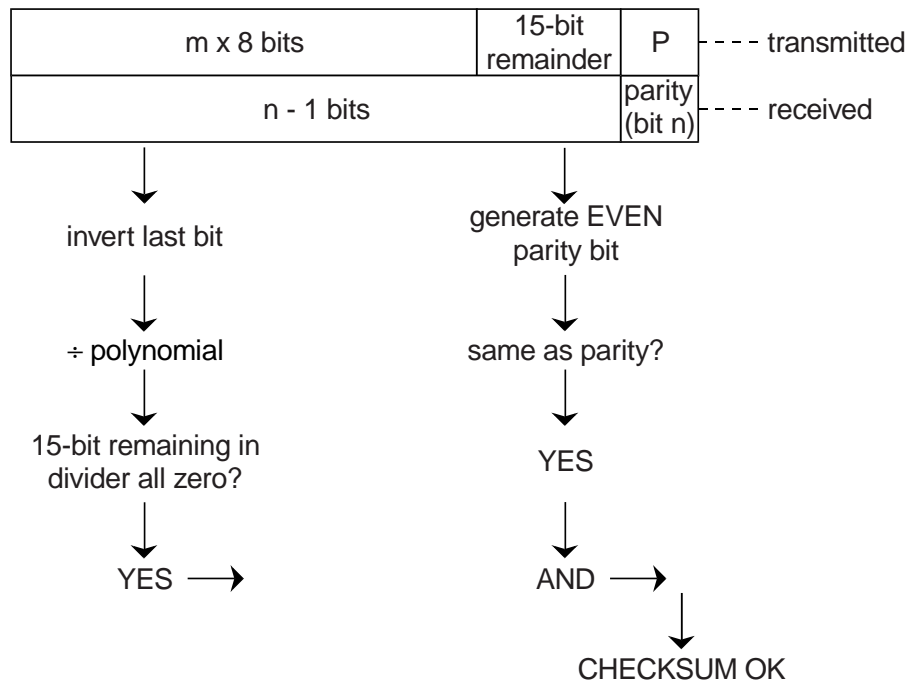 m x 8 bits
15-bit
remainder
P
transmitted
n - 1 bits
parity
(bit n)
received
invert last bit
generate EVEN
parity bit
÷ polynomial
same as parity?
15-bit remaining in
divider all zero?
YES
YES
AND
CHECKSUM OK